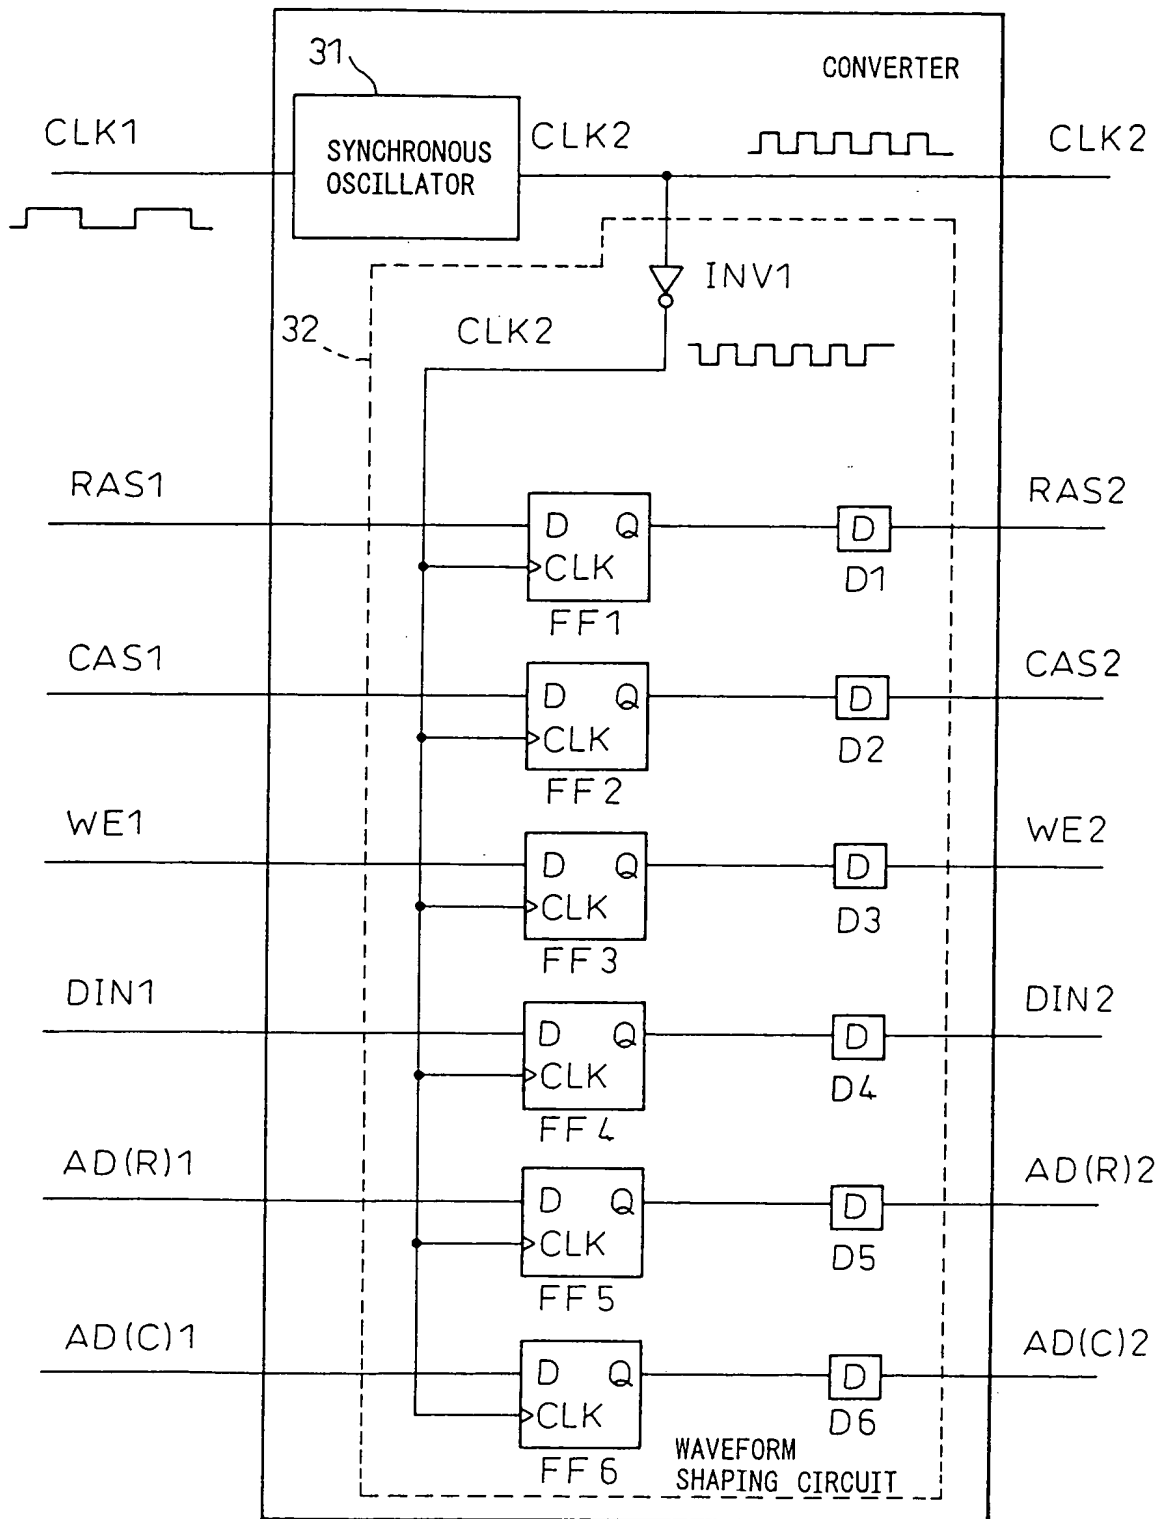 31
CONVERTER
CLK1
SYNCHRONOUS
OSCILLATOR
CLK2
CLK2
INV1
32
CLK2
RAS1
D Q
CLK
FF1
D
D1
RAS2
CAS1
D Q
CLK
FF2
D
D2
CAS2
WE1
D Q
CLK
FF3
D
D3
WE2
DIN1
D Q
CLK
FF4
D
D4
DIN2
AD(R)1
D Q
CLK
FF5
D
D5
AD(R)2
AD(C)1
D Q
CLK
FF6
D
D6
AD(C)2
WAVEFORM
SHAPING CIRCUIT